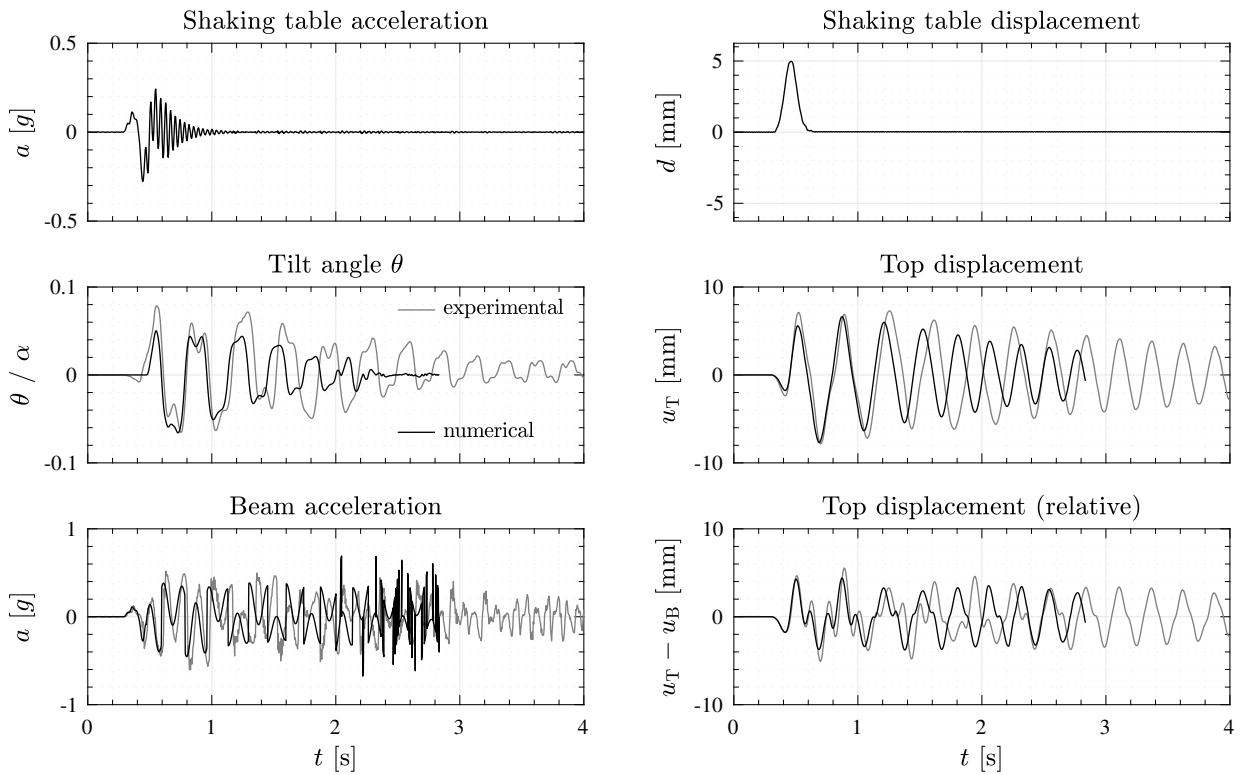 Shaking table acceleration
0.5
0
-0.5
a [g]
Shaking table displacement
5
0
-5
d [mm]
Tilt angle θ
0.1
0
-0.1
θ / α
experimental
numerical
Top displacement
10
0
-10
u_T [mm]
Beam acceleration
1
0
-1
a [g]
0 1 2 3 4
t [s]
Top displacement (relative)
10
0
-10
u_T − u_B [mm]
0 1 2 3 4
t [s]